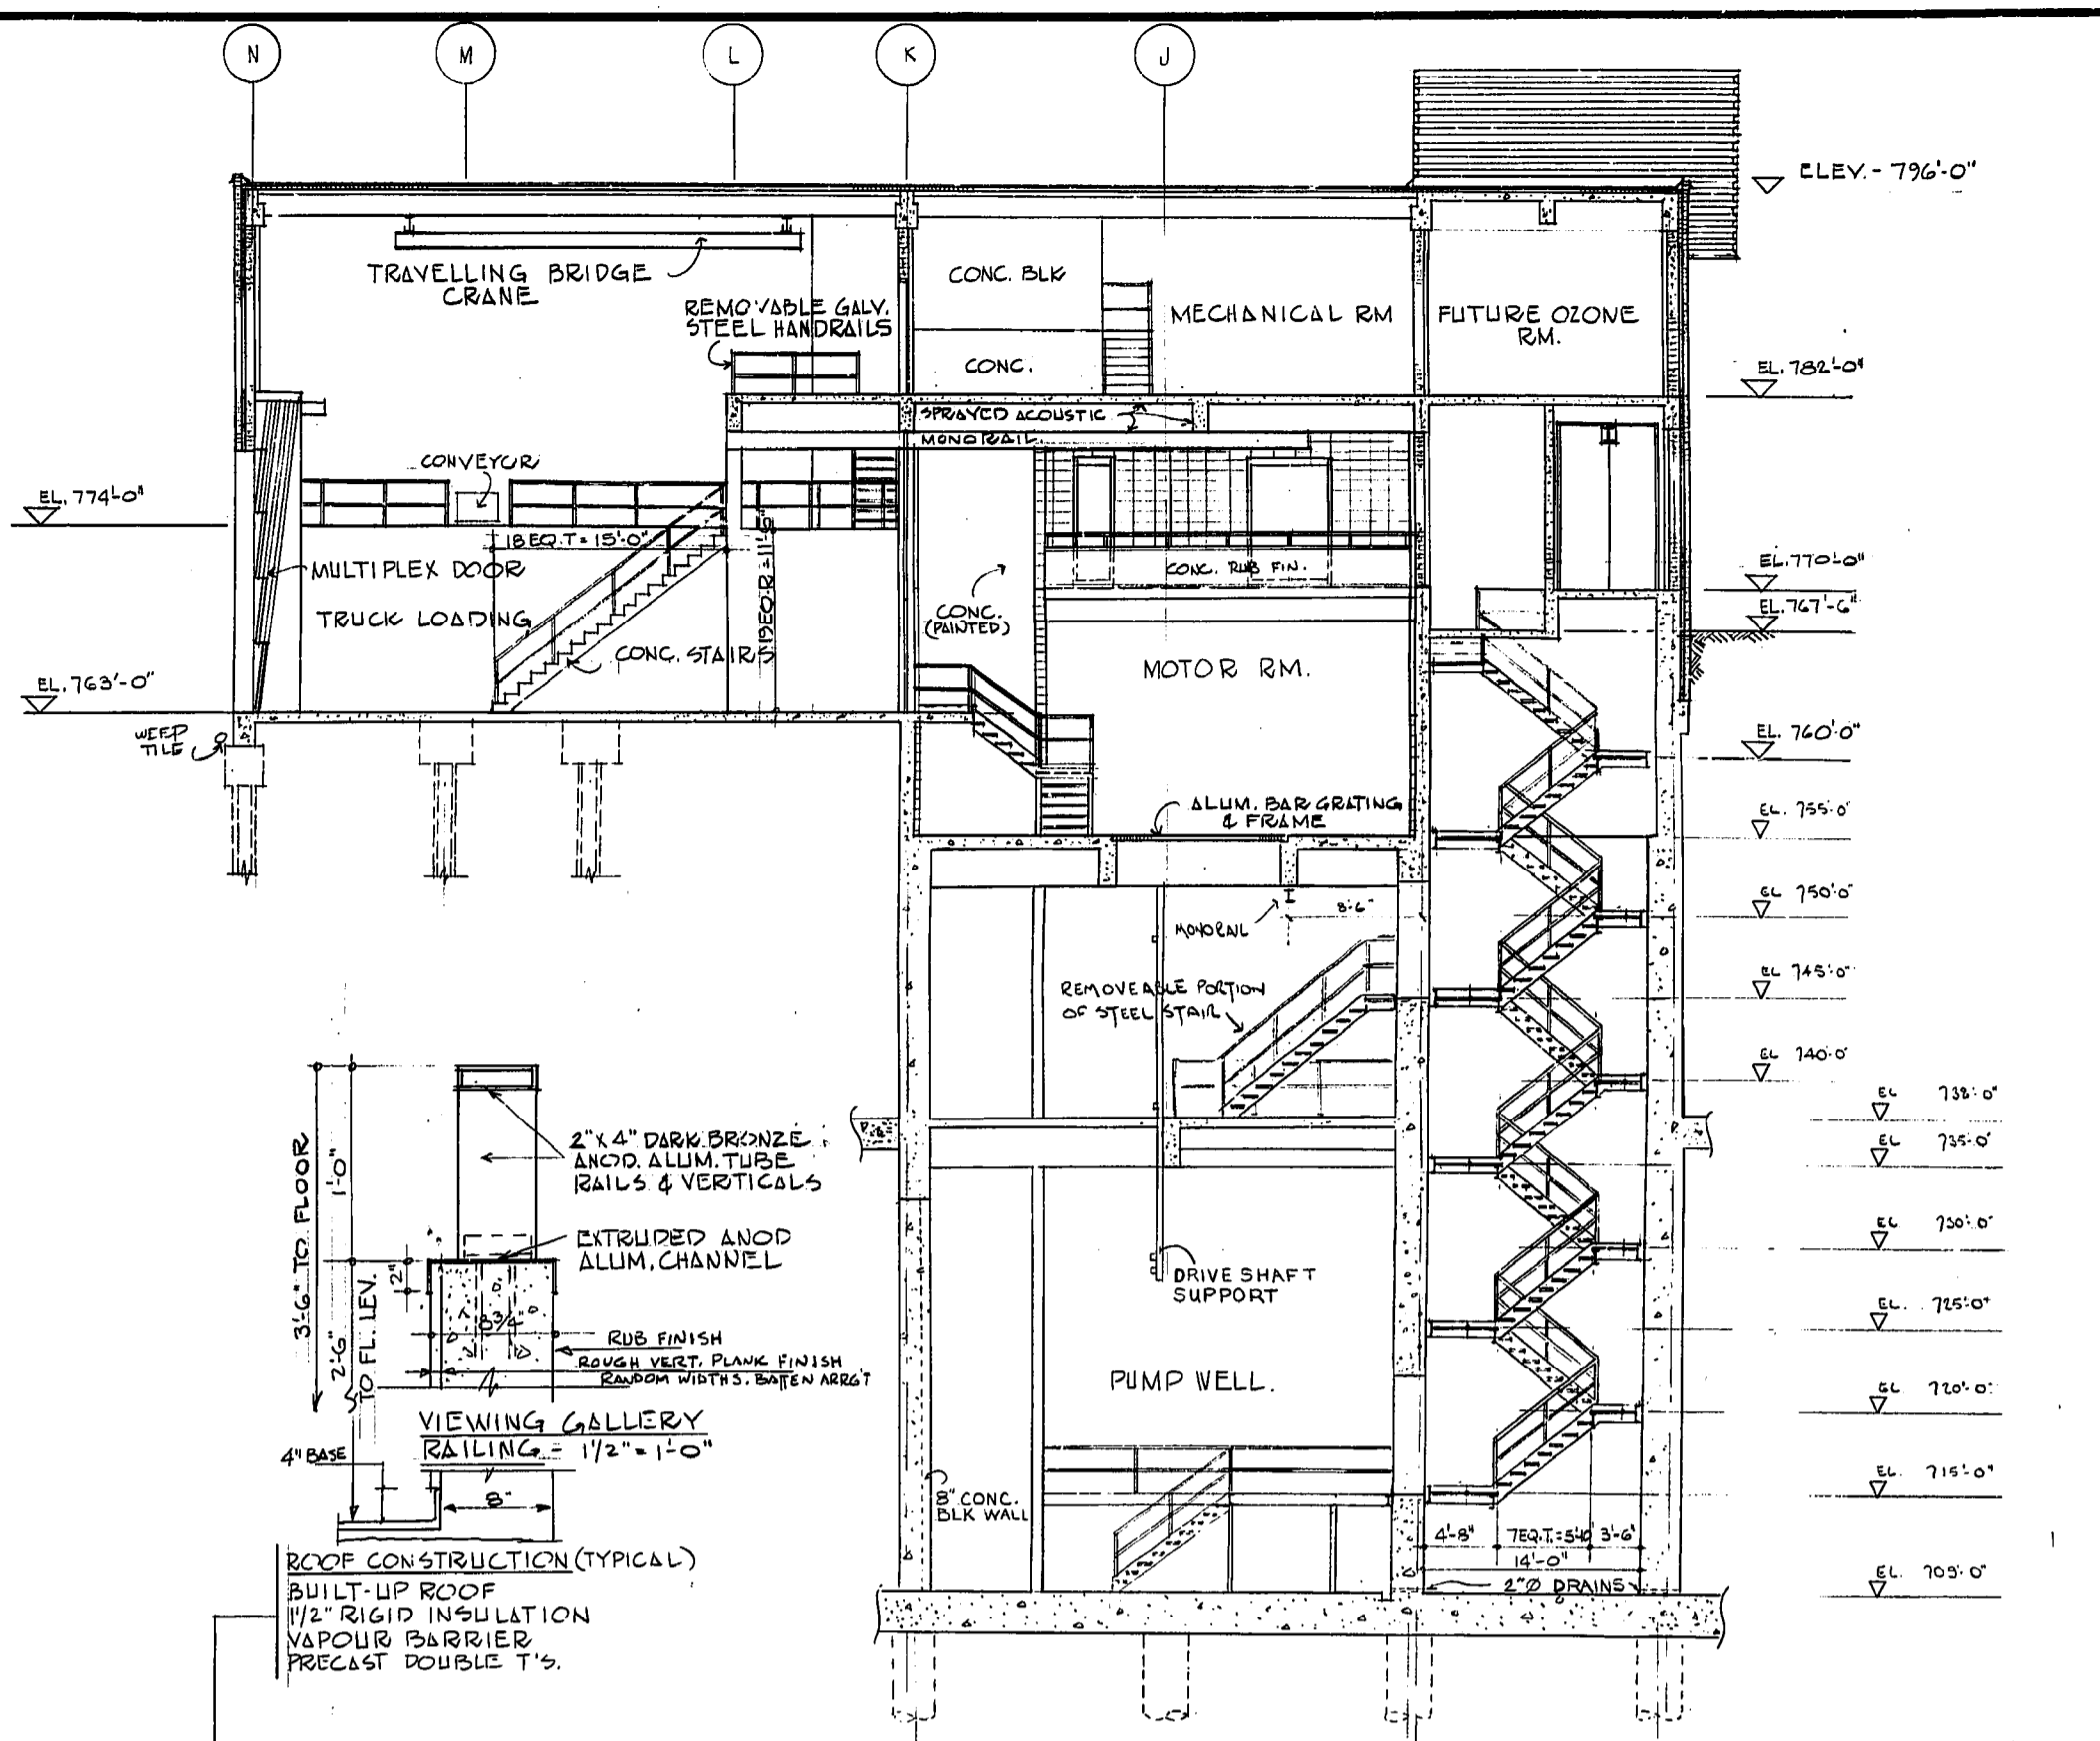 N
M
L
K
J
ELEV. - 796'-0"
TRAVELLING BRIDGE
CRANE
REMOVABLE GALV.
STEEL HANDRAILS
CONC. BLK
CONC.
MECHANICAL RM
FUTURE OZONE
RM.
EL. 782'-0"
SPRAYED ACOUSTIC
MONORAIL
CONVEYOR
EL. 774'-0"
18 EQ. T = 15'-0"
MULTIPLEX DOOR
TRUCK LOADING
CONC. STAIRS
CONC.
(PAINTED)
CONC. RUB FIN.
MOTOR RM.
EL. 770'-0"
EL. 767'-6"
EL. 763'-0"
WEEP
TILE
EL. 760'-0"
ALUM. BAR GRATING
& FRAME
EL. 755'-0"
EL 750'-0"
MONORAIL
8'-6"
EL 745'-0"
REMOVEABLE PORTION
OF STEEL STAIR
EL 740'-0"
EL 738'-0"
EL 735'-0"
EL 730'-0"
EL. 725'-0"
EL 720'-0"
EL. 715'-0"
EL. 709'-0"
DRIVE SHAFT
SUPPORT
PUMP WELL.
8" CONC.
BLK WALL
4'-8"
7EQ.T.=5'-10"
3'-6"
14'-0"
2"Ø DRAINS
3'-6" TO FLOOR
1'-0"
2'-6"
TO FL. LEV.
2"
2" X 4" DARK BRONZE
ANOD. ALUM. TUBE
RAILS & VERTICALS
EXTRUDED ANOD
ALUM. CHANNEL
8 3/4"
RUB FINISH
ROUGH VERT. PLANK FINISH
RANDOM WIDTHS. BATTEN ARRG'T
VIEWING GALLERY
RAILING - 1 1/2" = 1'-0"
4" BASE
8"
ROOF CONSTRUCTION (TYPICAL)
BUILT-UP ROOF
1 1/2" RIGID INSULATION
VAPOUR BARRIER
PRECAST DOUBLE T'S.